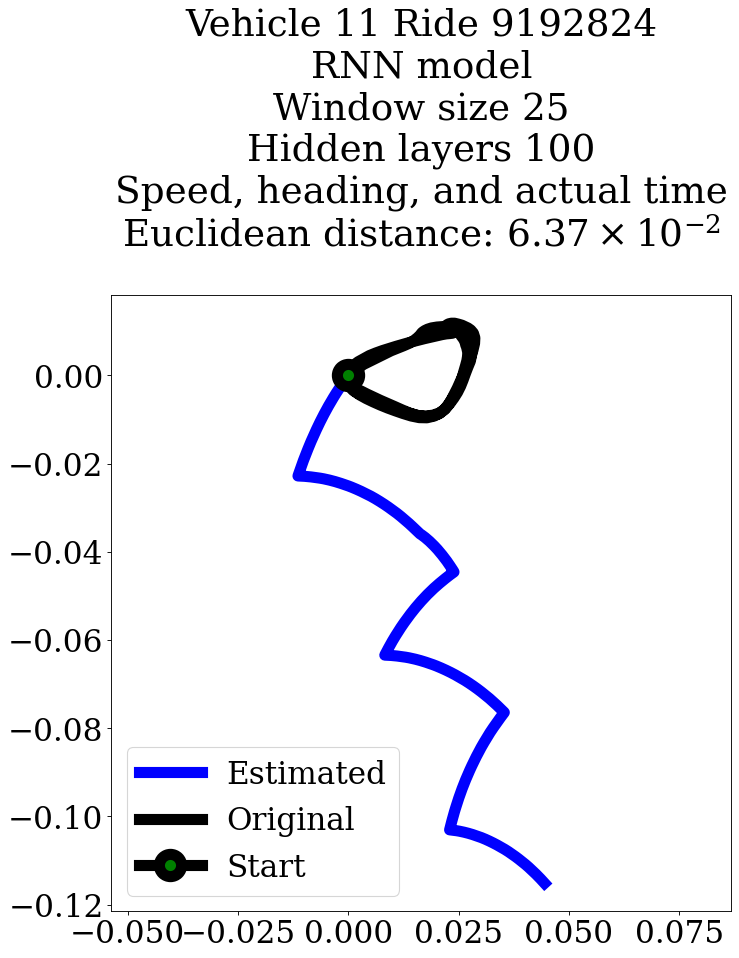 Vehicle 11 Ride 9192824
RNN model
Window size 25
Hidden layers 100
Speed, heading, and actual time
Euclidean distance: 6.37 × 10⁻²
0.00
−0.02
−0.04
−0.06
−0.08
−0.10
−0.12
Estimated
Original
Start
−0.050 −0.025 0.000 0.025 0.050 0.075